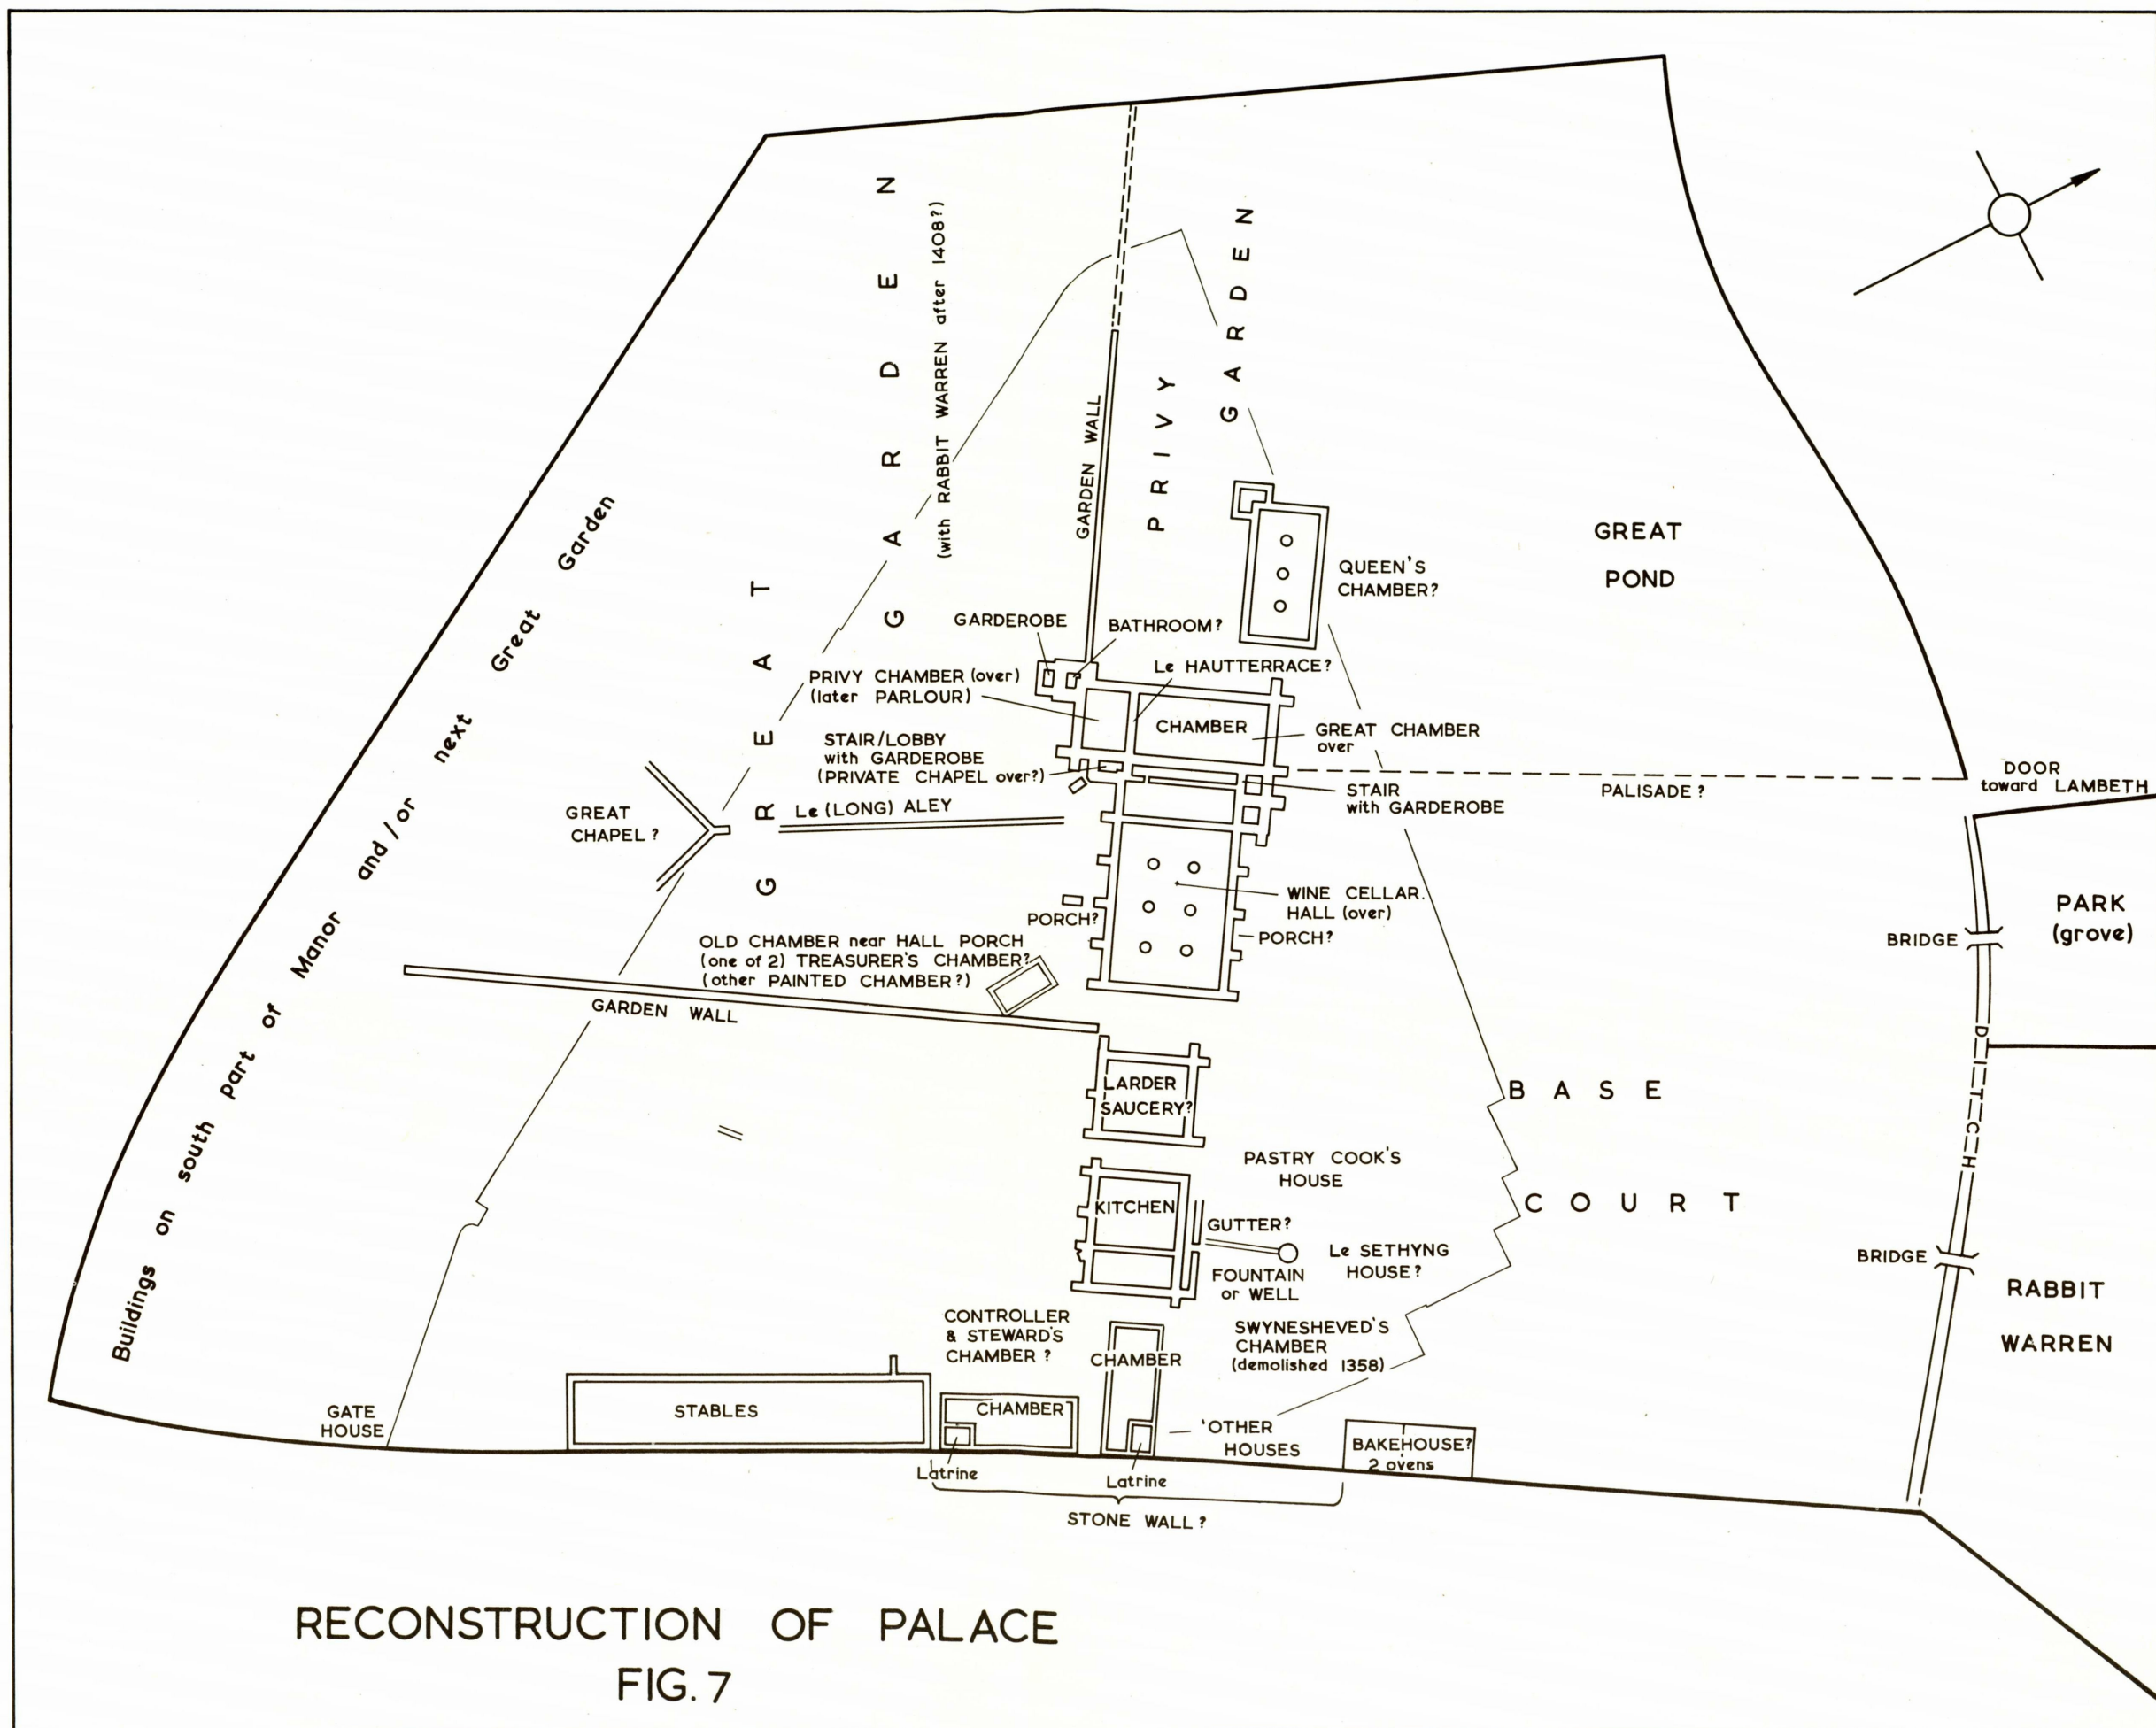 GREAT GARDEN
(with RABBIT WARREN after 1408?)
PRIVY GARDEN
GARDEN WALL
Buildings on south part of Manor and/or next Great Garden
GREAT
POND
QUEEN'S
CHAMBER?
GARDEROBE
BATHROOM?
Le HAUTTERRACE?
PRIVY CHAMBER (over)
(later PARLOUR)
CHAMBER
GREAT CHAMBER
over
STAIR/LOBBY
with GARDEROBE
(PRIVATE CHAPEL over?)
STAIR
with GARDEROBE
PALISADE?
DOOR
toward LAMBETH
GREAT
CHAPEL?
Le (LONG) ALEY
WINE CELLAR.
HALL (over)
PORCH?
PORCH?
PARK
(grove)
BRIDGE
OLD CHAMBER near HALL PORCH
(one of 2) TREASURER'S CHAMBER?
(other PAINTED CHAMBER?)
GARDEN WALL
DITCH
LARDER
SAUCERY?
BASE
COURT
PASTRY COOK'S
HOUSE
KITCHEN
GUTTER?
Le SETHYNG
HOUSE?
FOUNTAIN
or WELL
BRIDGE
RABBIT
WARREN
CONTROLLER
& STEWARD'S
CHAMBER?
CHAMBER
SWYNESHEVED'S
CHAMBER
(demolished 1358)
GATE
HOUSE
STABLES
CHAMBER
'OTHER
HOUSES
BAKEHOUSE?
2 ovens
Latrine
Latrine
STONE WALL?
RECONSTRUCTION OF PALACE
FIG. 7